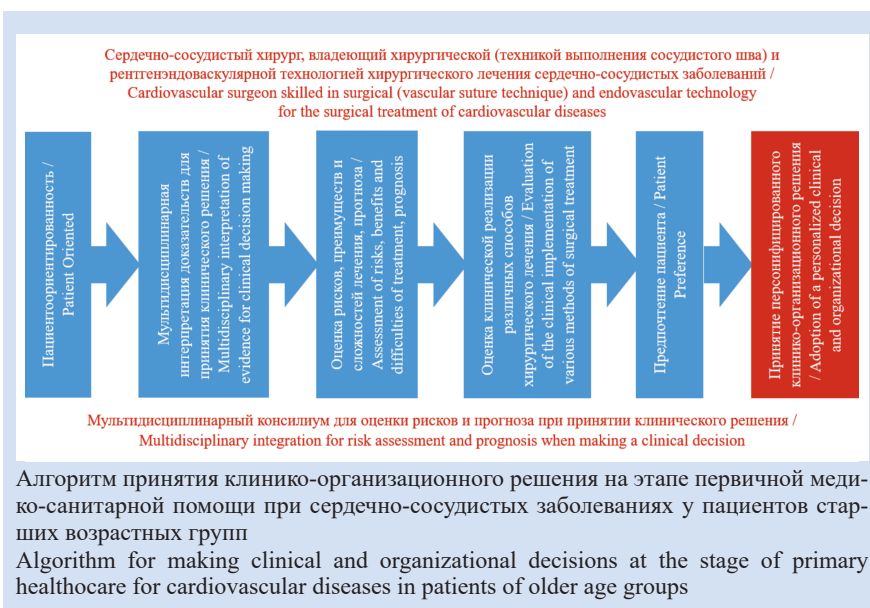 Сердечно-сосудистый хирург, владеющий хирургической (техникой выполнения сосудистого шва) и
рентгенэндоваскулярной технологией хирургического лечения сердечно-сосудистых заболеваний /
Cardiovascular surgeon skilled in surgical (vascular suture technique) and endovascular technology
for the surgical treatment of cardiovascular diseases
Пациентоориентированность /
Patient Oriented
Мультидисциплинарная
интерпретация доказательств для
принятия клинического решения /
Multidisciplinary interpretation of
evidence for clinical decision making
Оценка рисков, преимуществ и
сложностей лечения, прогноза /
Assessment of risks, benefits and
difficulties of treatment, prognosis
Оценка клинической реализации
различных способов
хирургического лечения / Evaluation
of the clinical implementation of
various methods of surgical treatment
Предпочтение пациента / Patient
Preference
Принятие персонифицированного
клинико-организационного решения
/ Adoption of a personalized clinical
and organizational decision
Мультидисциплинарный консилиум для оценки рисков и прогноза при принятии клинического решения /
Multidisciplinary integration for risk assessment and prognosis when making a clinical decision
Алгоритм принятия клинико-организационного решения на этапе первичной меди-
ко-санитарной помощи при сердечно-сосудистых заболеваниях у пациентов стар-
ших возрастных групп
Algorithm for making clinical and organizational decisions at the stage of primary
healthcare for cardiovascular diseases in patients of older age groups